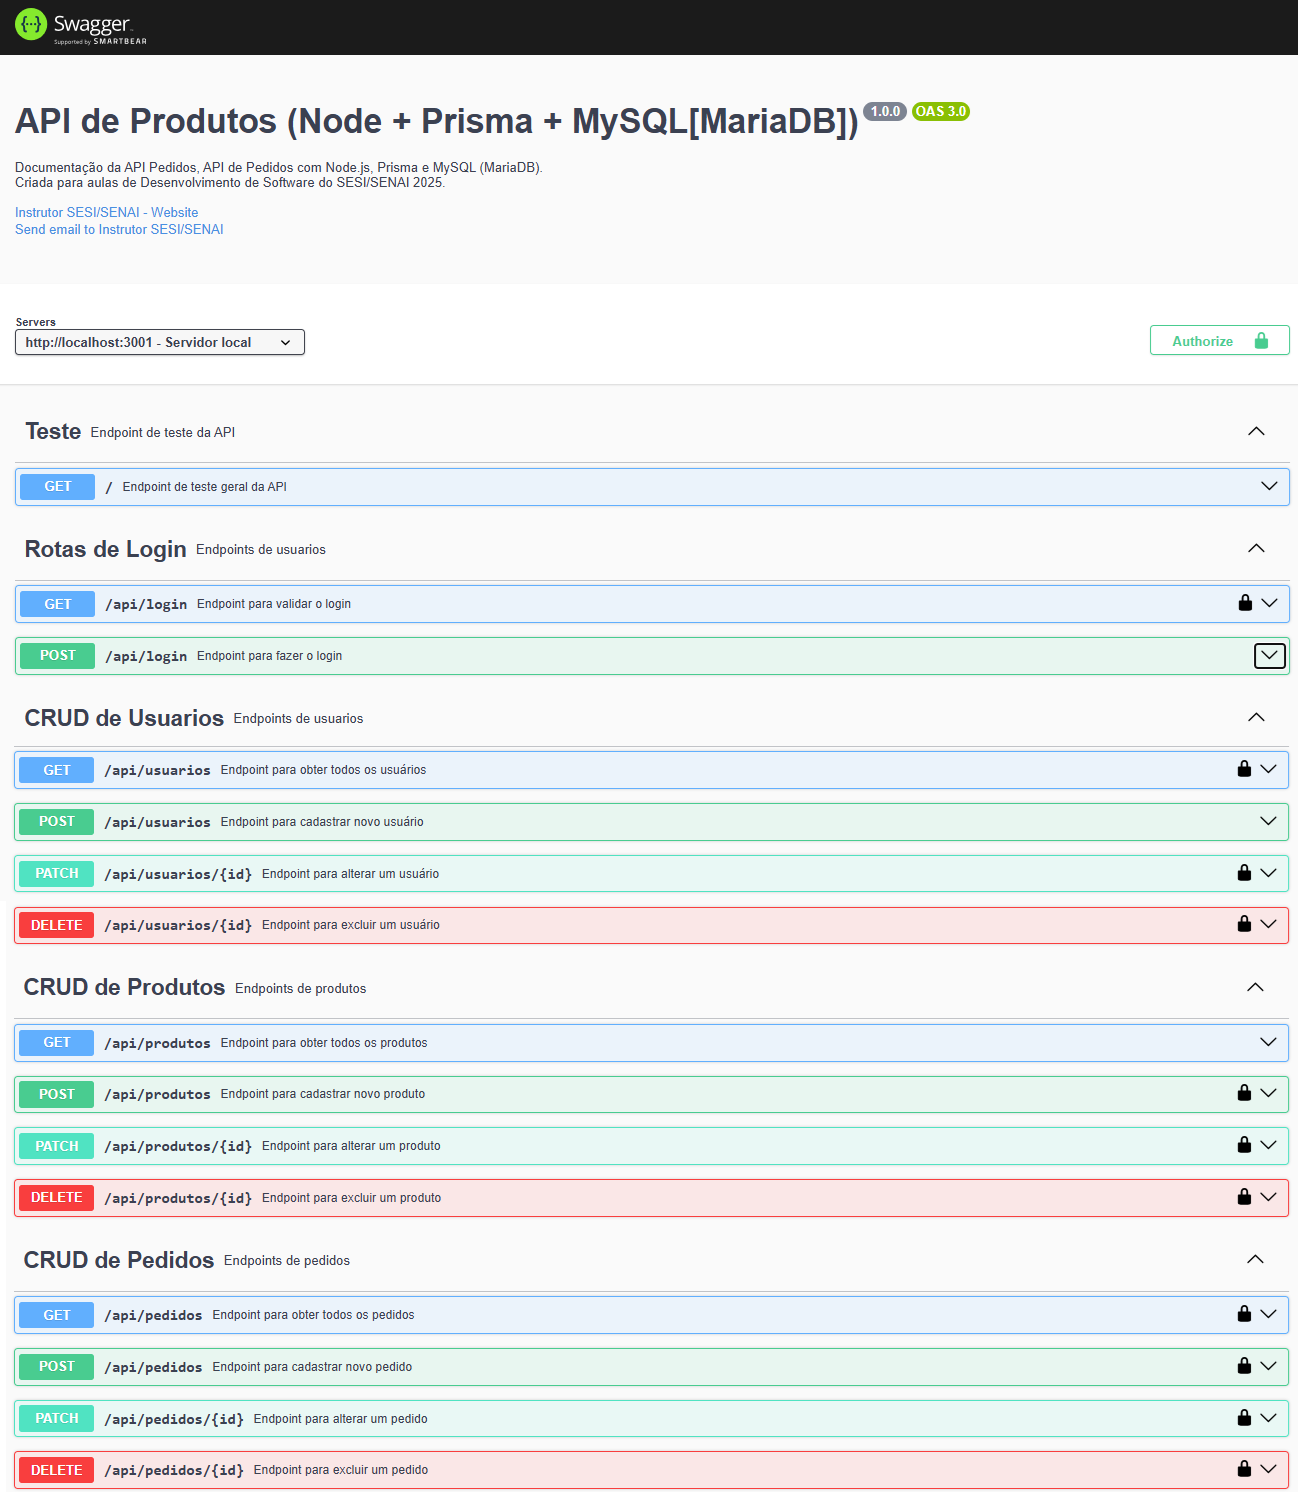 Swagger
Supported by SMARTBEAR
API de Produtos (Node + Prisma + MySQL[MariaDB]) 1.0.0 OAS 3.0
Documentação da API Pedidos, API de Pedidos com Node.js, Prisma e MySQL (MariaDB).
Criada para aulas de Desenvolvimento de Software do SESI/SENAI 2025.
Instrutor SESI/SENAI - Website
Send email to Instrutor SESI/SENAI
Servers
http://localhost:3001 - Servidor local
Authorize
Teste Endpoint de teste da API
GET / Endpoint de teste geral da API
Rotas de Login Endpoints de usuarios
GET /api/login Endpoint para validar o login
POST /api/login Endpoint para fazer o login
CRUD de Usuarios Endpoints de usuarios
GET /api/usuarios Endpoint para obter todos os usuários
POST /api/usuarios Endpoint para cadastrar novo usuário
PATCH /api/usuarios/{id} Endpoint para alterar um usuário
DELETE /api/usuarios/{id} Endpoint para excluir um usuário
CRUD de Produtos Endpoints de produtos
GET /api/produtos Endpoint para obter todos os produtos
POST /api/produtos Endpoint para cadastrar novo produto
PATCH /api/produtos/{id} Endpoint para alterar um produto
DELETE /api/produtos/{id} Endpoint para excluir um produto
CRUD de Pedidos Endpoints de pedidos
GET /api/pedidos Endpoint para obter todos os pedidos
POST /api/pedidos Endpoint para cadastrar novo pedido
PATCH /api/pedidos/{id} Endpoint para alterar um pedido
DELETE /api/pedidos/{id} Endpoint para excluir um pedido